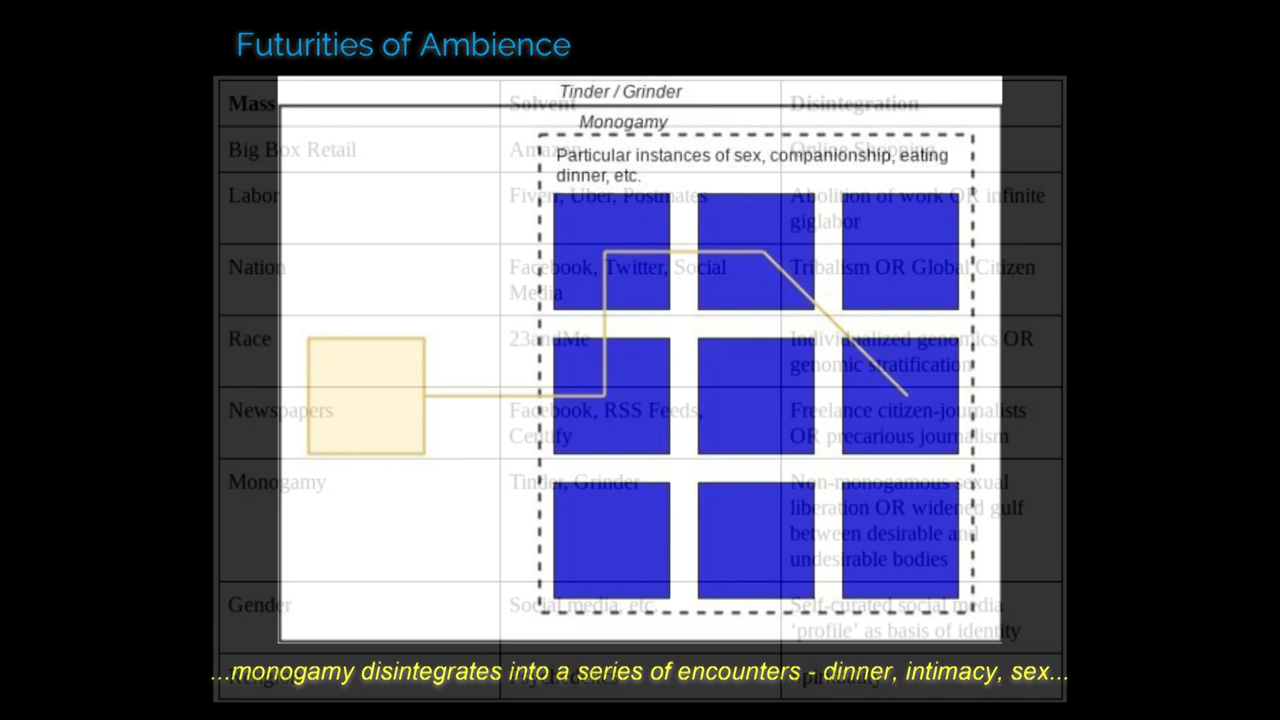 Futurities of Ambience
Tinder / Grinder
Mass
Solvent
Disintegration
Monogamy
Big Box Retail
Amazon
Online Shopping
Particular instances of sex, companionship, eating
dinner, etc.
Labor
Fiverr, Uber, Postmates
Abolition of work OR infinite
giglabor
Nation
Facebook, Twitter, Social
Media
Tribalism OR Global Citizen
Race
23andMe
Individualized genomics OR
genomic stratification
Newspapers
Facebook, RSS Feeds,
Freelance citizen-journalists
OR precarious journalism
Monogamy
Tinder, Grinder
Non-monogamous sexual
liberation OR widened gulf
between desirable and
undesirable bodies
Gender
Social media, etc.
Self-curated social media
‘profile’ as basis of identity
...monogamy disintegrates into a series of encounters - dinner, intimacy, sex...